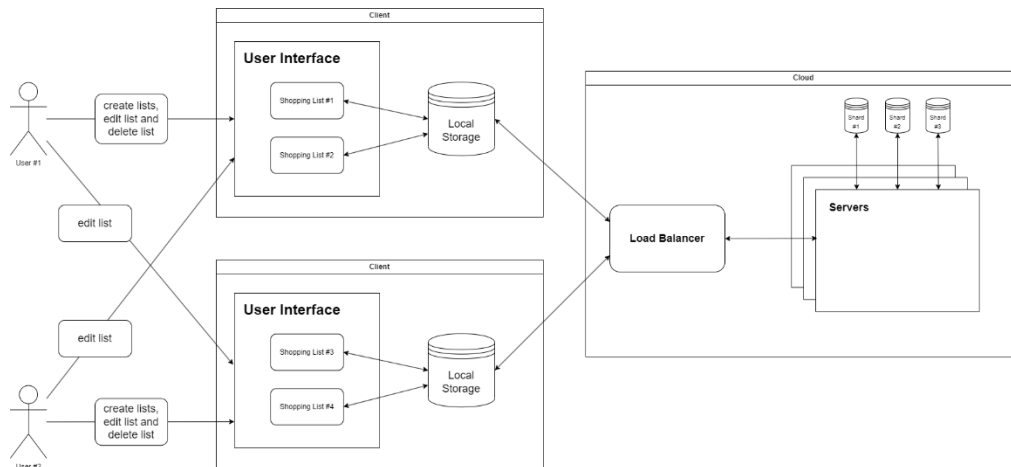 Client
User Interface
Shopping List #1
Shopping List #2
Local
Storage
create lists,
edit list and
delete list
User #1
edit list
edit list
create lists,
edit list and
delete list
User #2
Client
User Interface
Shopping List #3
Shopping List #4
Local
Storage
Load Balancer
Cloud
Shard
#1
Shard
#2
Shard
#3
Servers